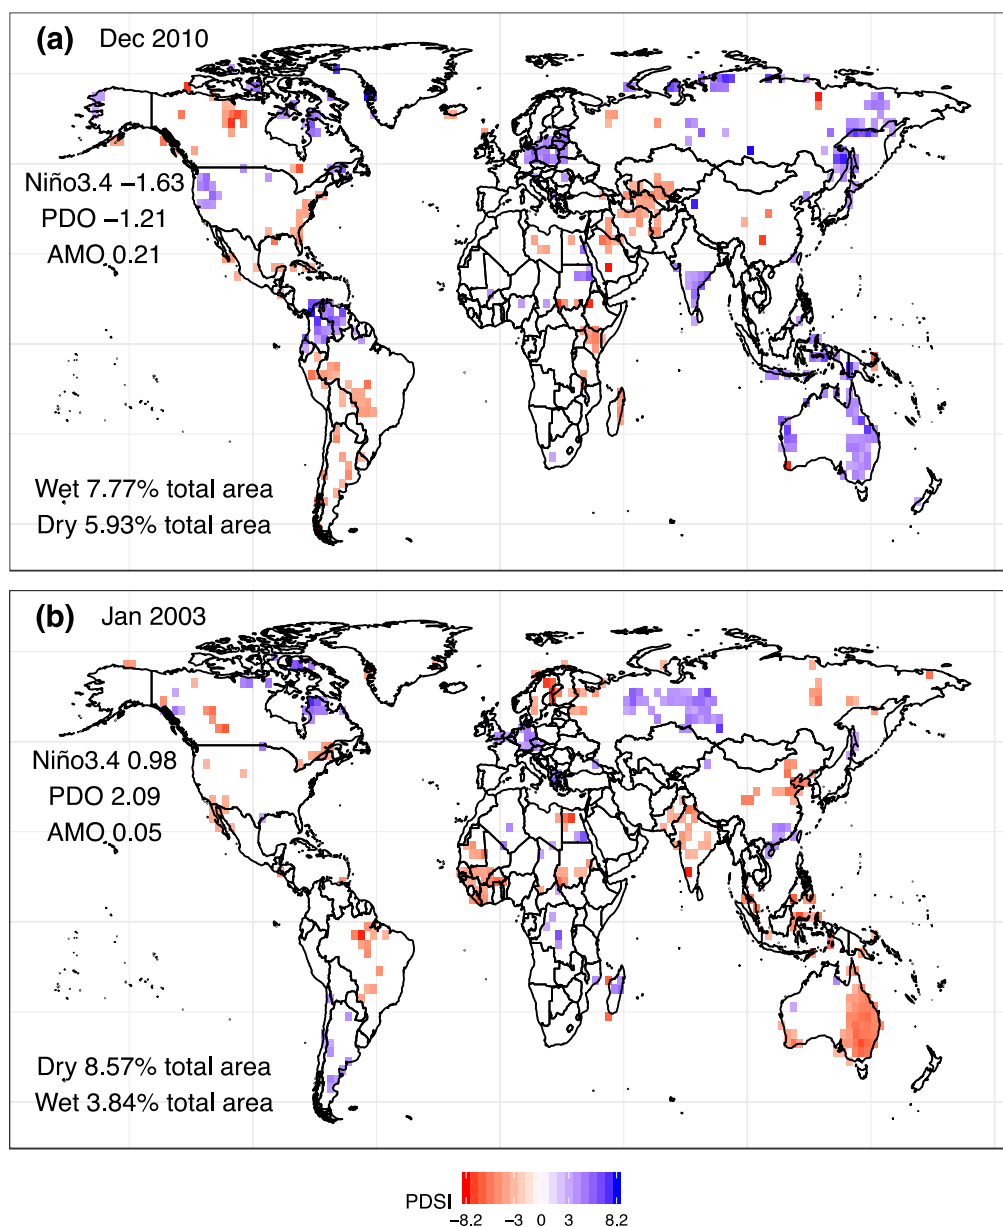 (a) Dec 2010
Niño3.4 −1.63
PDO −1.21
AMO 0.21
Wet 7.77% total area
Dry 5.93% total area
(b) Jan 2003
Niño3.4 0.98
PDO 2.09
AMO 0.05
Dry 8.57% total area
Wet 3.84% total area
PDSI
−8.2 −3 0 3 8.2